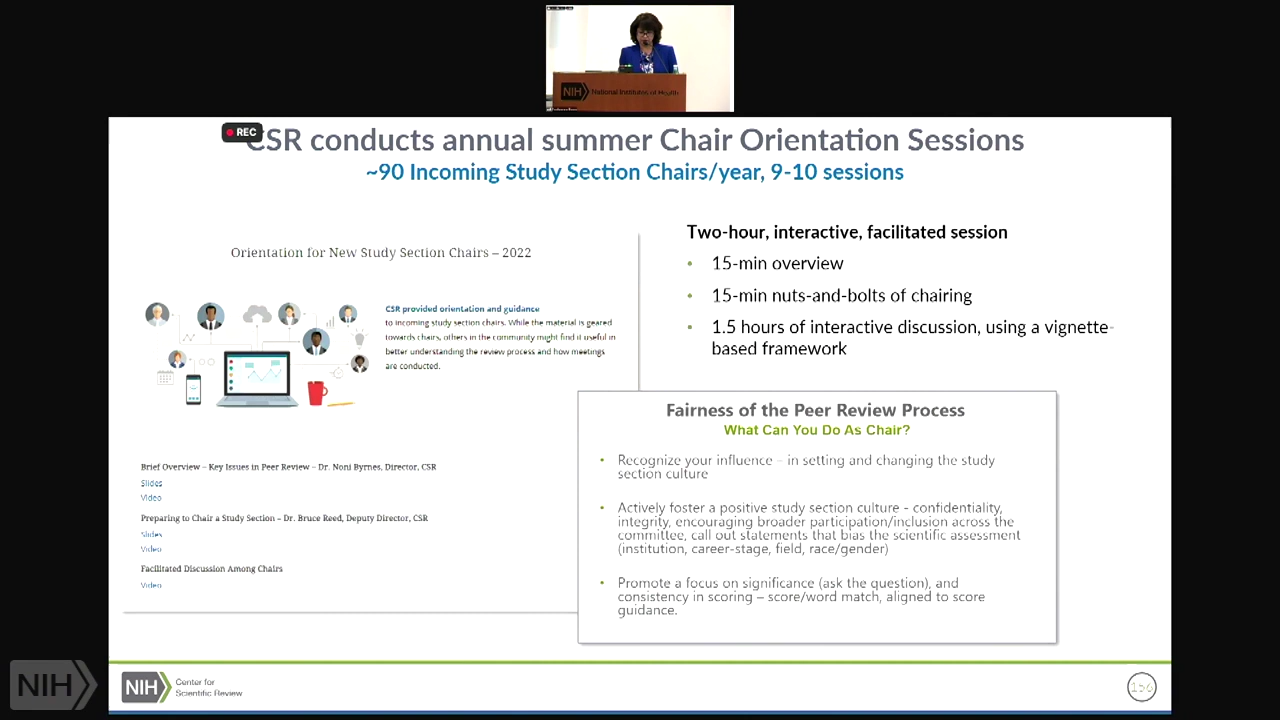 NIH National Institutes of Health
REC
CSR conducts annual summer Chair Orientation Sessions
~90 Incoming Study Section Chairs/year, 9-10 sessions
Orientation for New Study Section Chairs – 2022
CSR provided orientation and guidance
to incoming study section chairs. While the material is geared
towards chairs, others in the community might find it useful in
better understanding the review process and how meetings
are conducted.
Brief Overview – Key Issues in Peer Review – Dr. Noni Byrnes, Director, CSR
Slides
Video
Preparing to Chair a Study Section – Dr. Bruce Reed, Deputy Director, CSR
Slides
Video
Facilitated Discussion Among Chairs
Video
Two-hour, interactive, facilitated session
• 15-min overview
• 15-min nuts-and-bolts of chairing
• 1.5 hours of interactive discussion, using a vignette-
based framework
Fairness of the Peer Review Process
What Can You Do As Chair?
• Recognize your influence – in setting and changing the study
section culture
• Actively foster a positive study section culture - confidentiality,
integrity, encouraging broader participation/inclusion across the
committee, call out statements that bias the scientific assessment
(institution, career-stage, field, race/gender)
• Promote a focus on significance (ask the question), and
consistency in scoring – score/word match, aligned to score
guidance.
NIH
NIH Center for
Scientific Review
156